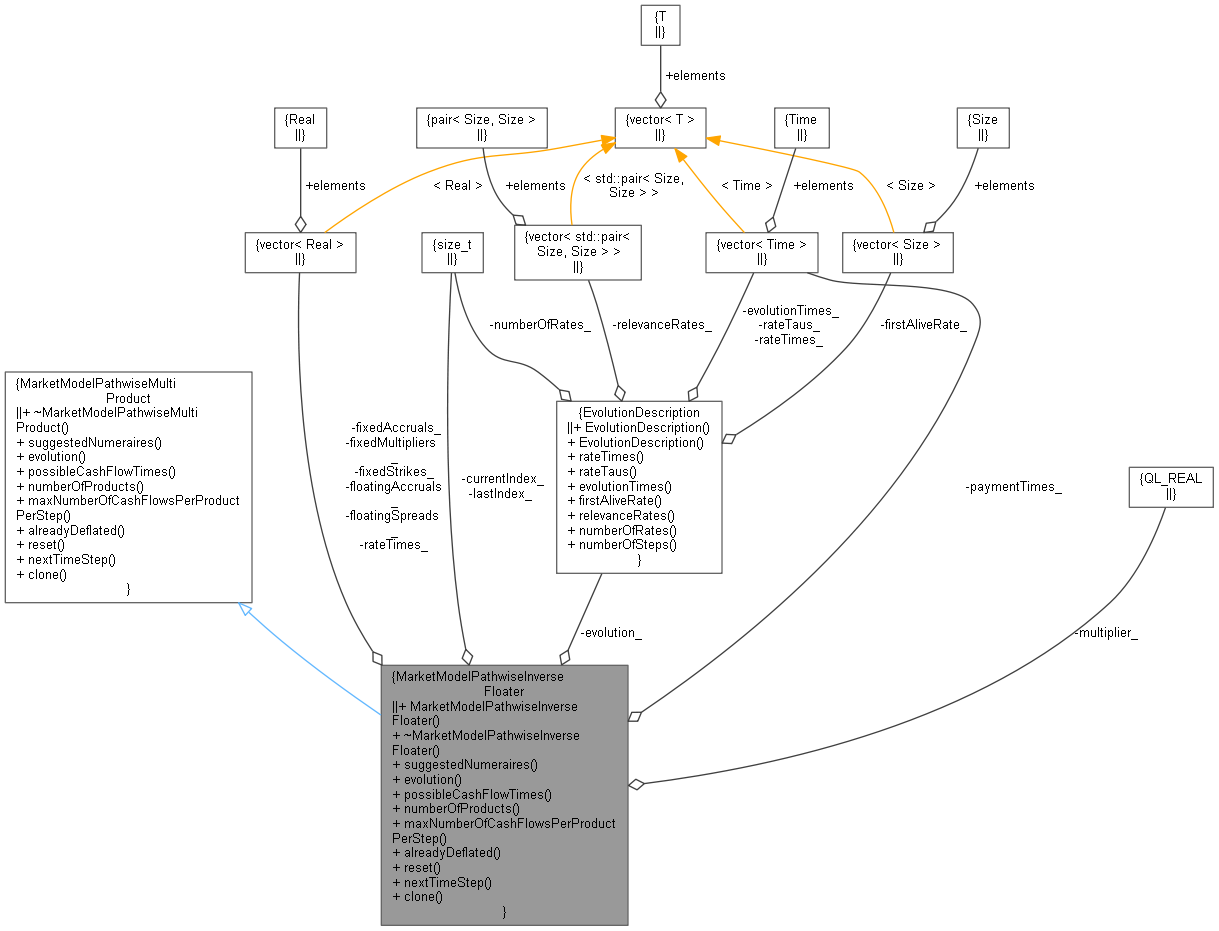 {T
||}
+elements
{Real
||}
{pair< Size, Size >
||}
{vector< T >
||}
{Time
||}
{Size
||}
+elements
< Real >
+elements
< std::pair< Size,
Size > >
< Time >
+elements
< Size >
+elements
{vector< Real >
||}
{size_t
||}
{vector< std::pair<
Size, Size > >
||}
{vector< Time >
||}
{vector< Size >
||}
-numberOfRates_
-relevanceRates_
-evolutionTimes_
-rateTaus_
-rateTimes_
-firstAliveRate_
{MarketModelPathwiseMulti
Product
||+ ~MarketModelPathwiseMulti
Product()
+ suggestedNumeraires()
+ evolution()
+ possibleCashFlowTimes()
+ numberOfProducts()
+ maxNumberOfCashFlowsPerProduct
PerStep()
+ alreadyDeflated()
+ reset()
+ nextTimeStep()
+ clone()
}
-fixedAccruals_
-fixedMultipliers
_
-fixedStrikes_
-floatingAccruals
_
-floatingSpreads
_
-rateTimes_
-currentIndex_
-lastIndex_
{EvolutionDescription
||+ EvolutionDescription()
+ EvolutionDescription()
+ rateTimes()
+ rateTaus()
+ evolutionTimes()
+ firstAliveRate()
+ relevanceRates()
+ numberOfRates()
+ numberOfSteps()
}
-paymentTimes_
{QL_REAL
||}
-evolution_
-multiplier_
{MarketModelPathwiseInverse
Floater
||+ MarketModelPathwiseInverse
Floater()
+ ~MarketModelPathwiseInverse
Floater()
+ suggestedNumeraires()
+ evolution()
+ possibleCashFlowTimes()
+ numberOfProducts()
+ maxNumberOfCashFlowsPerProduct
PerStep()
+ alreadyDeflated()
+ reset()
+ nextTimeStep()
+ clone()
}